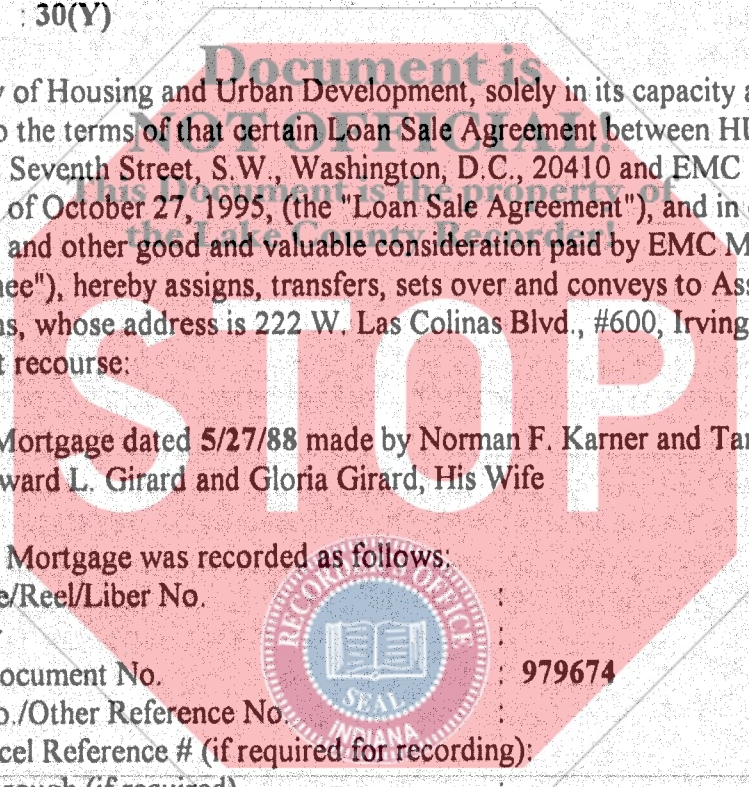 : 30(Y)
Document is
of Housing and Urban Development, solely in its capacity a
NOT OFFICIAL!
the terms of that certain Loan Sale Agreement between HU
Seventh Street, S.W., Washington, D.C., 20410 and EMC
This Document is the property of
of October 27, 1995, (the "Loan Sale Agreement"), and in
the Lake County Recorder!
and other good and valuable consideration paid by EMC M
nee"), hereby assigns, transfers, sets over and conveys to Ass
ns, whose address is 222 W. Las Colinas Blvd., #600, Irving
t recourse:
STOP
Mortgage dated 5/27/88 made by Norman F. Karner and Tar
ward L. Girard and Gloria Girard, His Wife
Mortgage was recorded as follows:
e/Reel/Liber No. :
:
ocument No. : 979674
o./Other Reference No. :
cel Reference # (if required for recording):
rough (if required) :
RECORDER'S OFFICE
SEAL
INDIANA